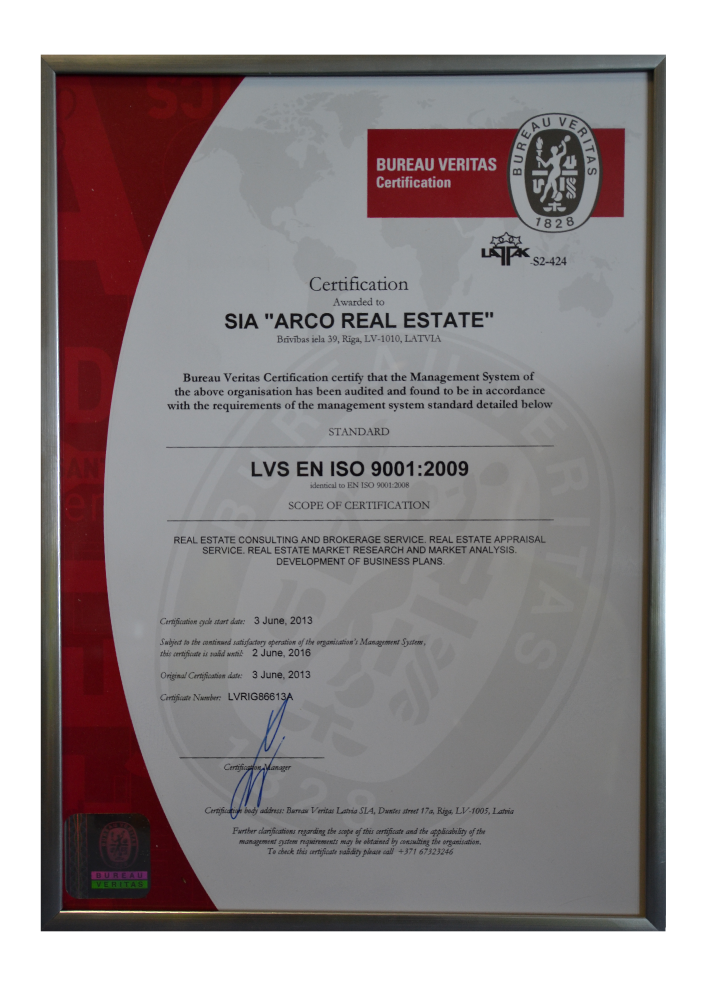 BUREAU VERITAS
Certification
BUREAU VERITAS
1828
LATAK
S2-424
Certification
Awarded to
SIA "ARCO REAL ESTATE"
Brīvības iela 39, Rīga, LV-1010, LATVIA
Bureau Veritas Certification certify that the Management System of
the above organisation has been audited and found to be in accordance
with the requirements of the management system standard detailed below
STANDARD
LVS EN ISO 9001:2009
identical to EN ISO 9001:2008
SCOPE OF CERTIFICATION
REAL ESTATE CONSULTING AND BROKERAGE SERVICE. REAL ESTATE APPRAISAL
SERVICE. REAL ESTATE MARKET RESEARCH AND MARKET ANALYSIS.
DEVELOPMENT OF BUSINESS PLANS.
Certification cycle start date: 3 June, 2013
Subject to the continued satisfactory operation of the organisation's Management System,
this certificate is valid until: 2 June, 2016
Original Certification date: 3 June, 2013
Certificate Number: LVRIG86613A
Certification Manager
Certification body address: Bureau Veritas Latvia SIA, Duntes street 17a, Riga, LV-1005, Latvia
Further clarifications regarding the scope of this certificate and the applicability of the
management system requirements may be obtained by consulting the organisation.
To check this certificate validity please call +371 67323246
BUREAU
VERITAS